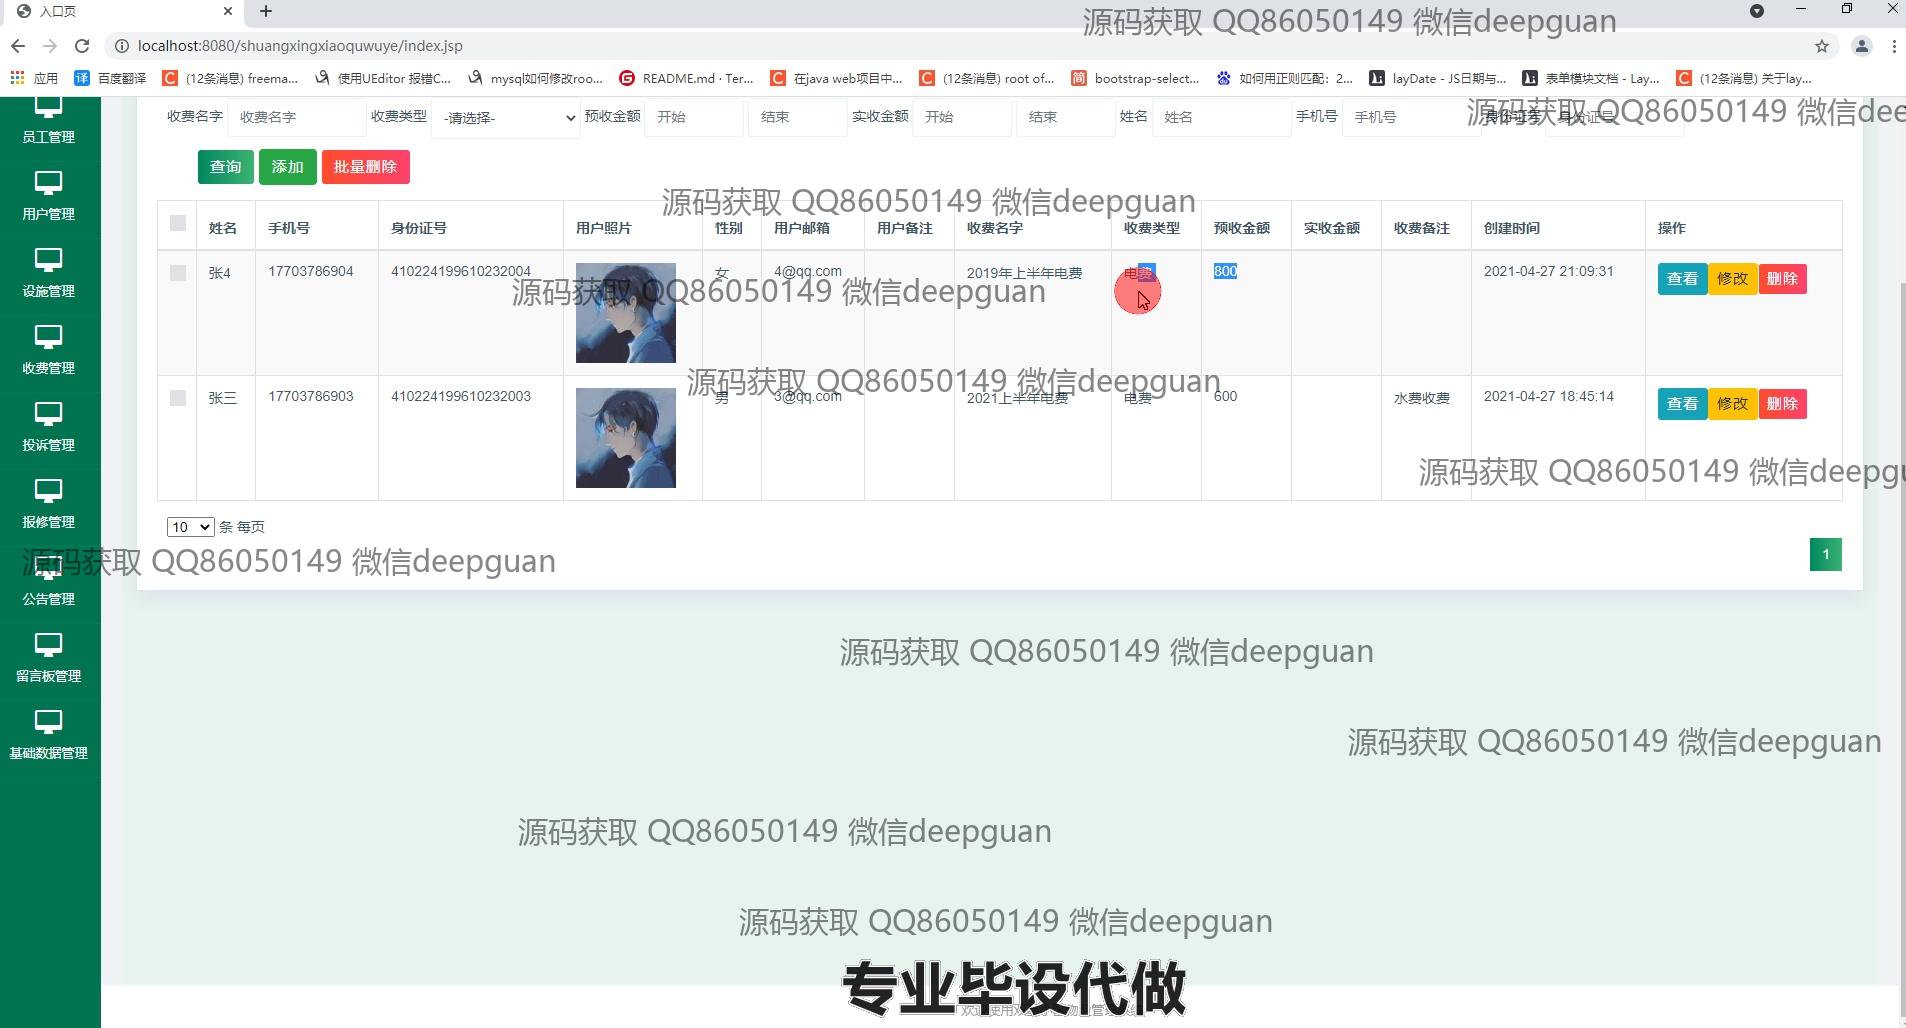 入口页
源码获取 QQ86050149 微信deepguan
localhost:8080/shuangxingxiaoquwuye/index.jsp
应用 百度翻译 (12条消息) freema... 使用UEditor 报错C... mysql如何修改roo... README.md · Ter... 在java web项目中... (12条消息) root of... bootstrap-select... 如何用正则匹配：2... layDate - JS日期与... 表单模块文档 - Lay... (12条消息) 关于lay...
收费名字 收费名字 收费类型 -请选择- 预收金额 开始 结束 实收金额 开始 结束 姓名 姓名 手机号 手机号 身份证号 身份证号
源码获取 QQ86050149 微信dee
查询 添加 批量删除
源码获取 QQ86050149 微信deepguan
姓名 手机号 身份证号 用户照片 性别 用户邮箱 用户备注 收费名字 收费类型 预收金额 实收金额 收费备注 创建时间 操作
张4 17703786904 410224199610232004 女 4@qq.com 2019年上半年电费 电费 800 2021-04-27 21:09:31 查看 修改 删除
源码获取 QQ86050149 微信deepguan
源码获取 QQ86050149 微信deepguan
张三 17703786903 410224199610232003 男 3@qq.com 2021上半年电费 电费 600 水费收费 2021-04-27 18:45:14 查看 修改 删除
源码获取 QQ86050149 微信deepgu
10 条 每页
1
源码获取 QQ86050149 微信deepguan
员工管理
用户管理
设施管理
收费管理
投诉管理
报修管理
公告管理
留言板管理
基础数据管理
源码获取 QQ86050149 微信deepguan
源码获取 QQ86050149 微信deepguan
源码获取 QQ86050149 微信deepguan
源码获取 QQ86050149 微信deepguan
专业毕设代做